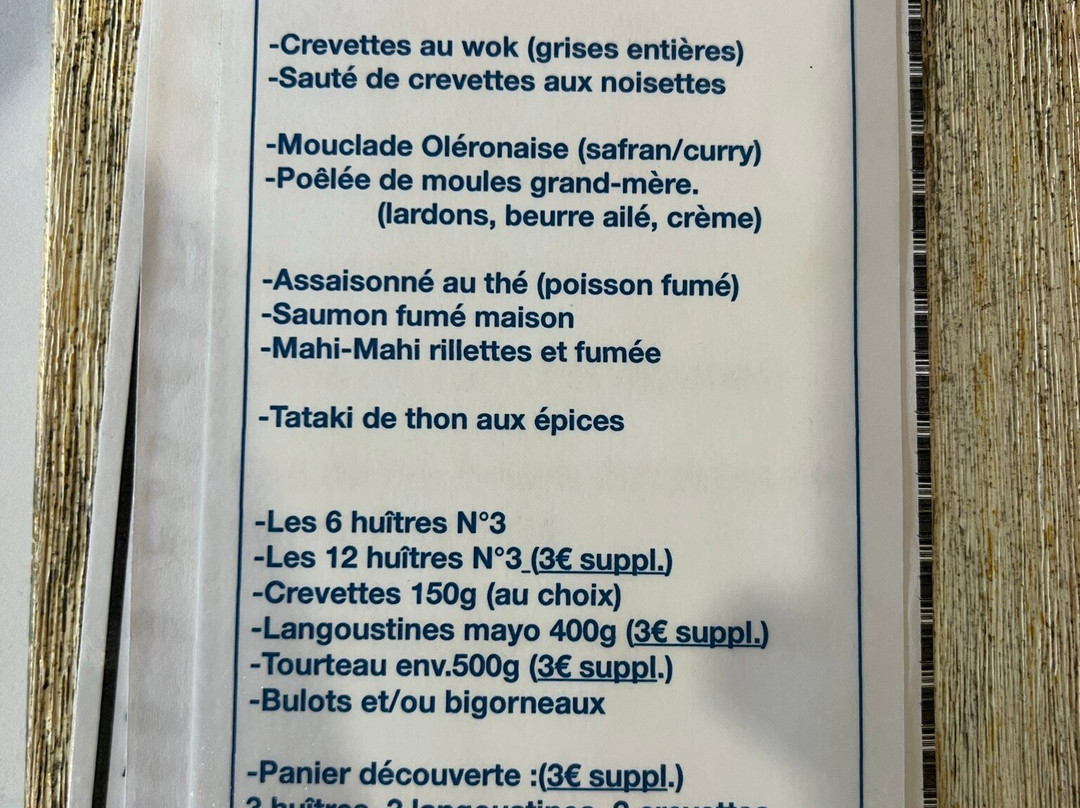 -Crevettes au wok (grises entières)
-Sauté de crevettes aux noisettes
-Mouclade Oléronaise (safran/curry)
-Poêlée de moules grand-mère.
(lardons, beurre ailé, crème)
-Assaisonné au thé (poisson fumé)
-Saumon fumé maison
-Mahi-Mahi rillettes et fumée
-Tataki de thon aux épices
-Les 6 huîtres N°3
-Les 12 huîtres N°3 (3€ suppl.)
-Crevettes 150g (au choix)
-Langoustines mayo 400g (3€ suppl.)
-Tourteau env.500g (3€ suppl.)
-Bulots et/ou bigorneaux
-Panier découverte :(3€ suppl.)
huîtres, langoustines, crevettes